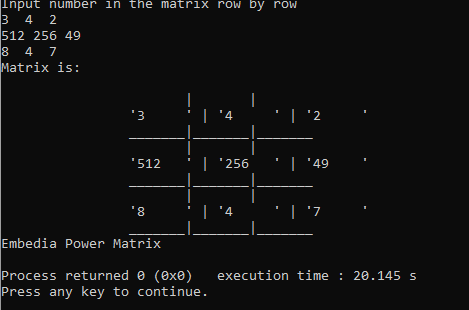 Input number in the matrix row by row
3  4  2
512 256 49
8  4  7
Matrix is:
                       |       |
                '3     ' | '4     ' | '2     '
                _______|_______|_______
                       |       |
                '512   ' | '256   ' | '49    '
                _______|_______|_______
                       |       |
                '8     ' | '4     ' | '7     '
                _______|_______|_______
Embedia Power Matrix
Process returned 0 (0x0)   execution time : 20.145 s
Press any key to continue.